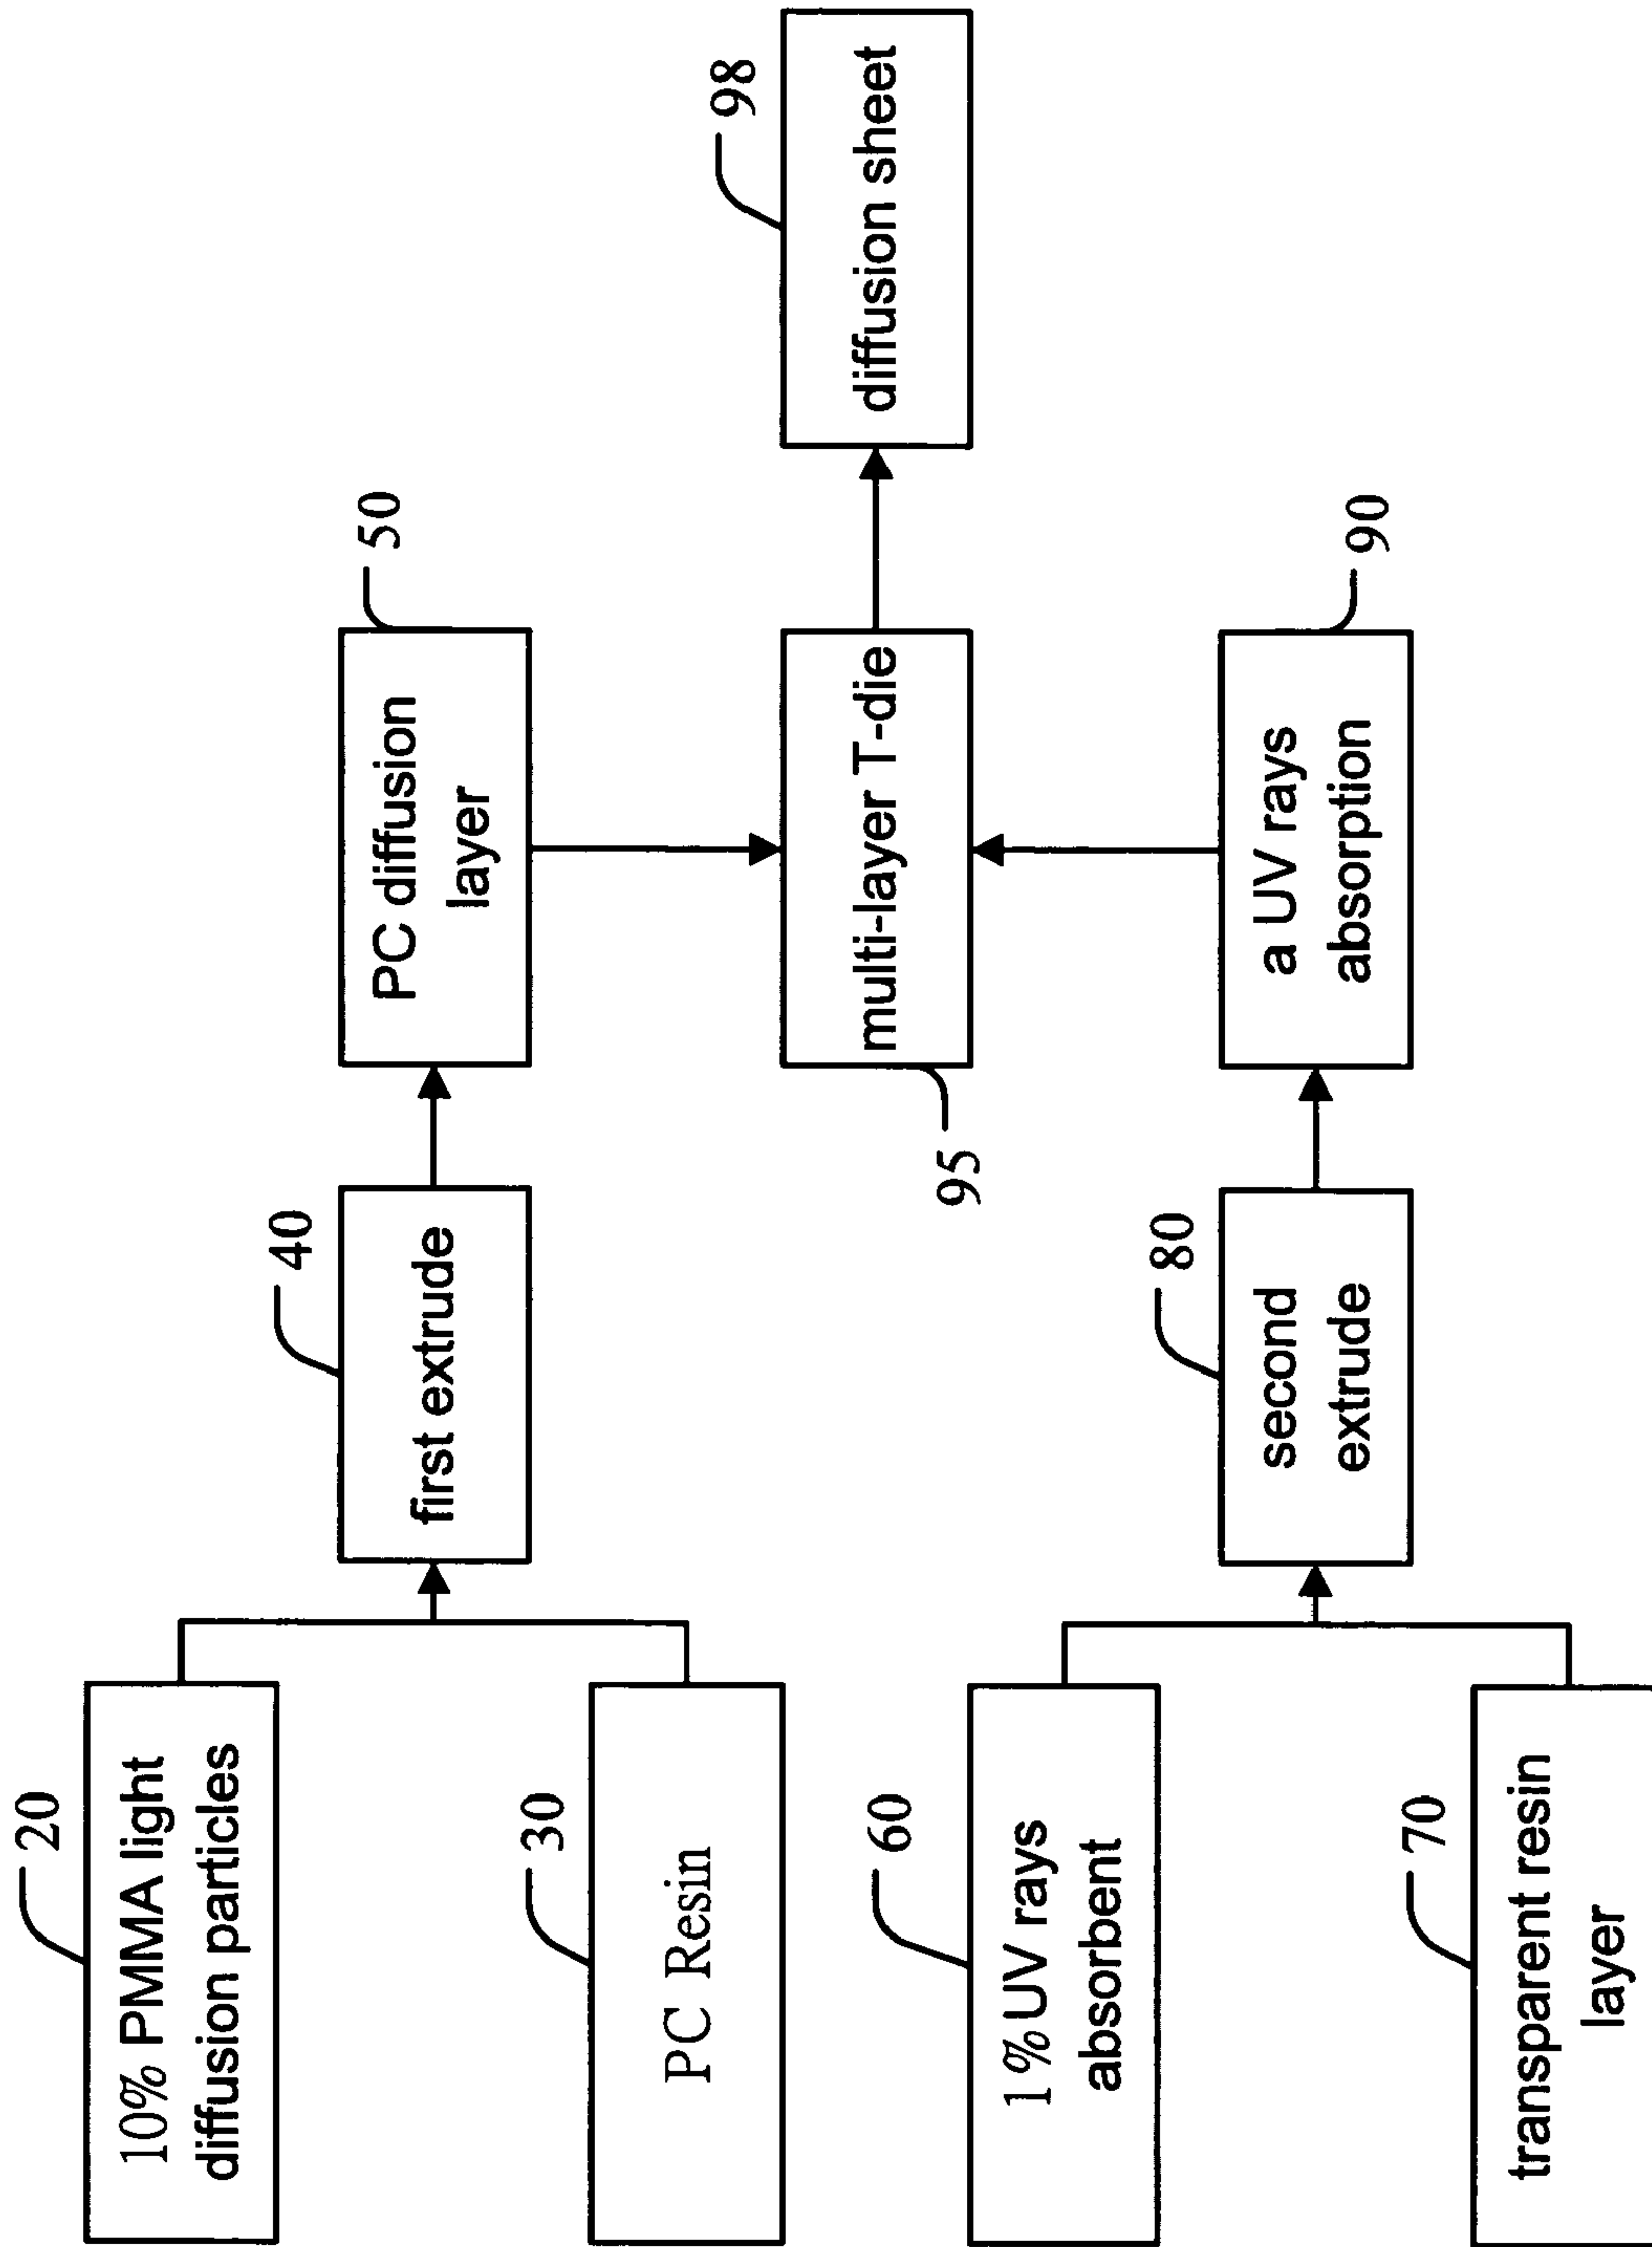 20
10% PMMA light
diffusion particles
30
PC Resin
40
first extrude
50
PC diffusion
layer
60
1% UV rays
absorbent
70
transparent resin
layer
80
second
extrude
90
a UV rays
absorption
95
multi-layer T-die
98
diffusion sheet